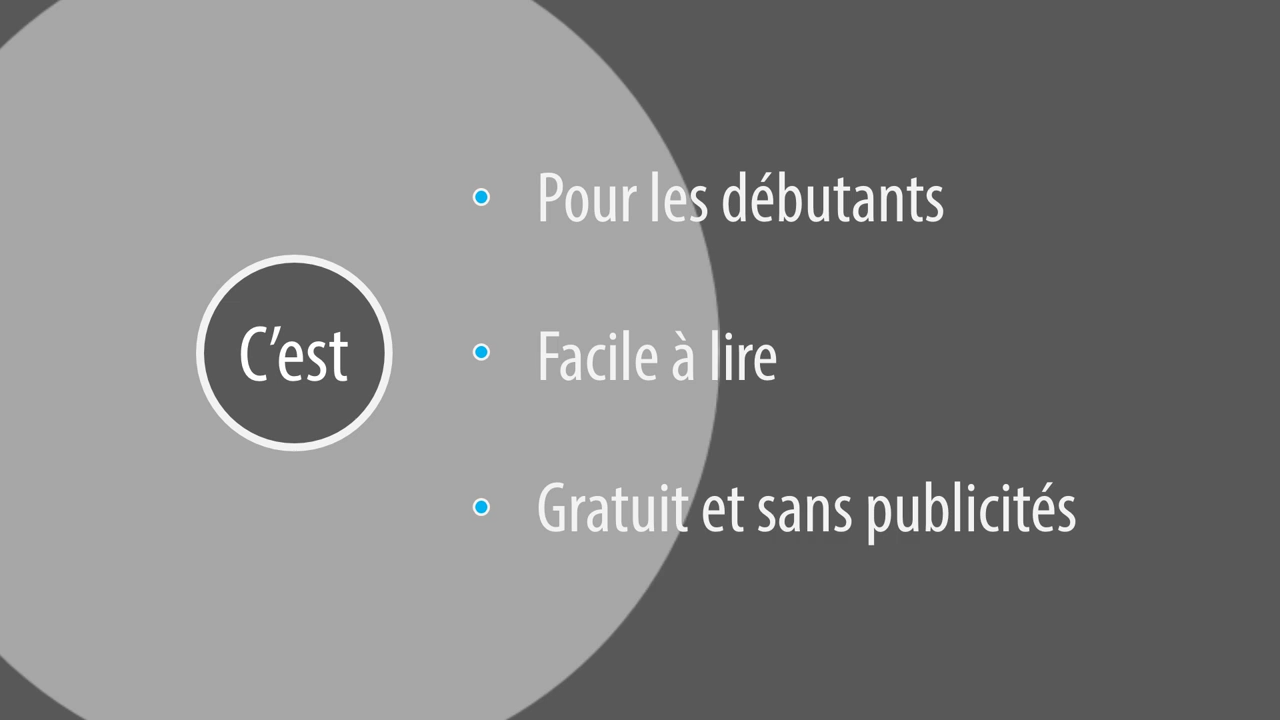 C’est
Pour les débutants
Facile à lire
Gratuit et sans publicités